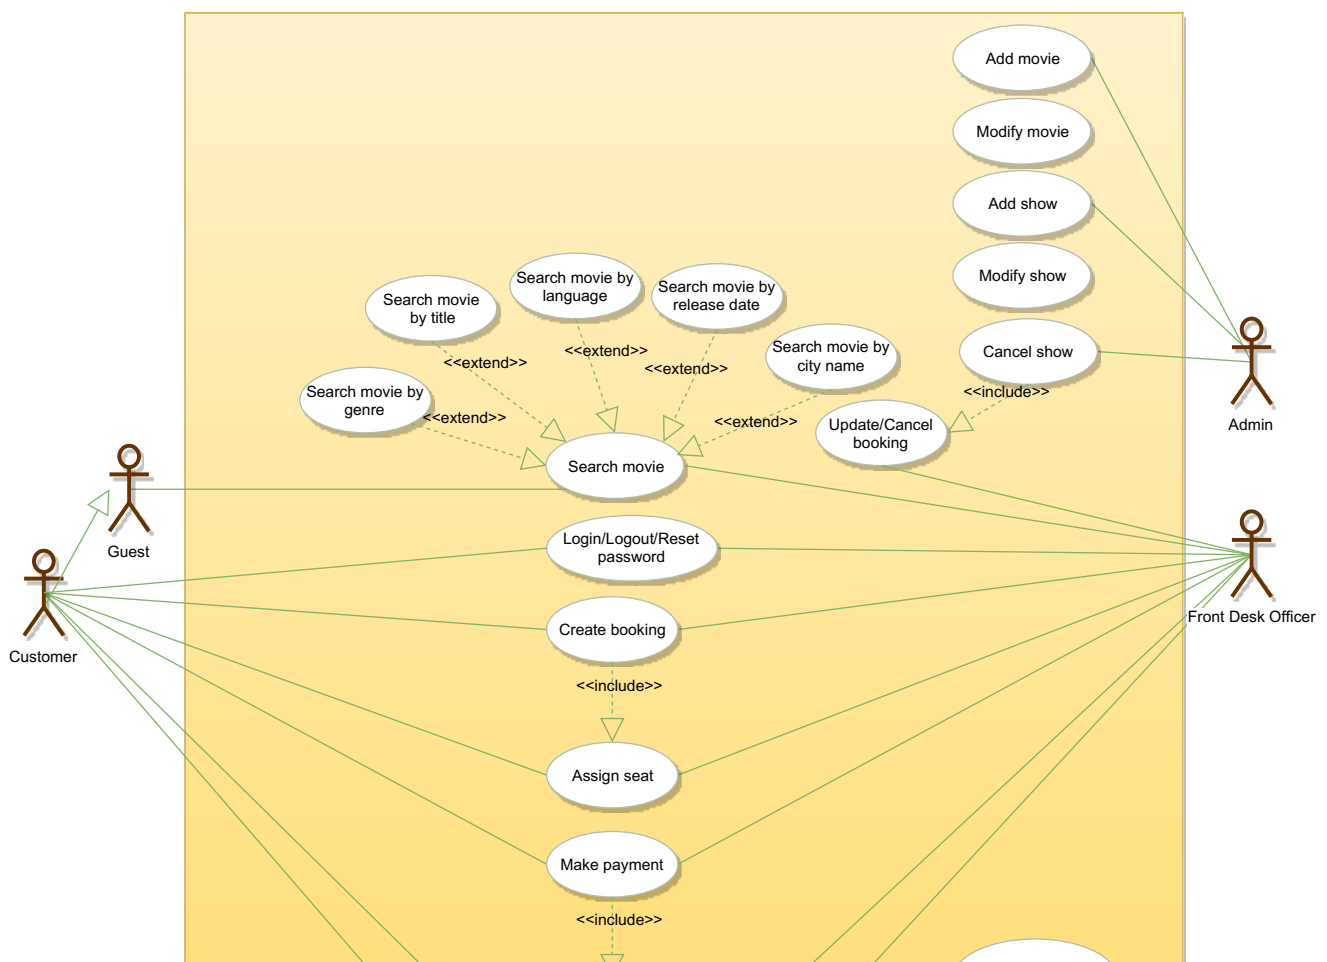 Add movie
Modify movie
Add show
Modify show
Search movie by
language
Search movie by
release date
Search movie
by title
Search movie by
city name
Cancel show
<<extend>>
<<extend>>
<<extend>>
<<include>>
Search movie by
genre
<<extend>>
<<extend>>
Update/Cancel
booking
Admin
Search movie
Guest
Login/Logout/Reset
password
Front Desk Officer
Create booking
Customer
<<include>>
Assign seat
Make payment
<<include>>